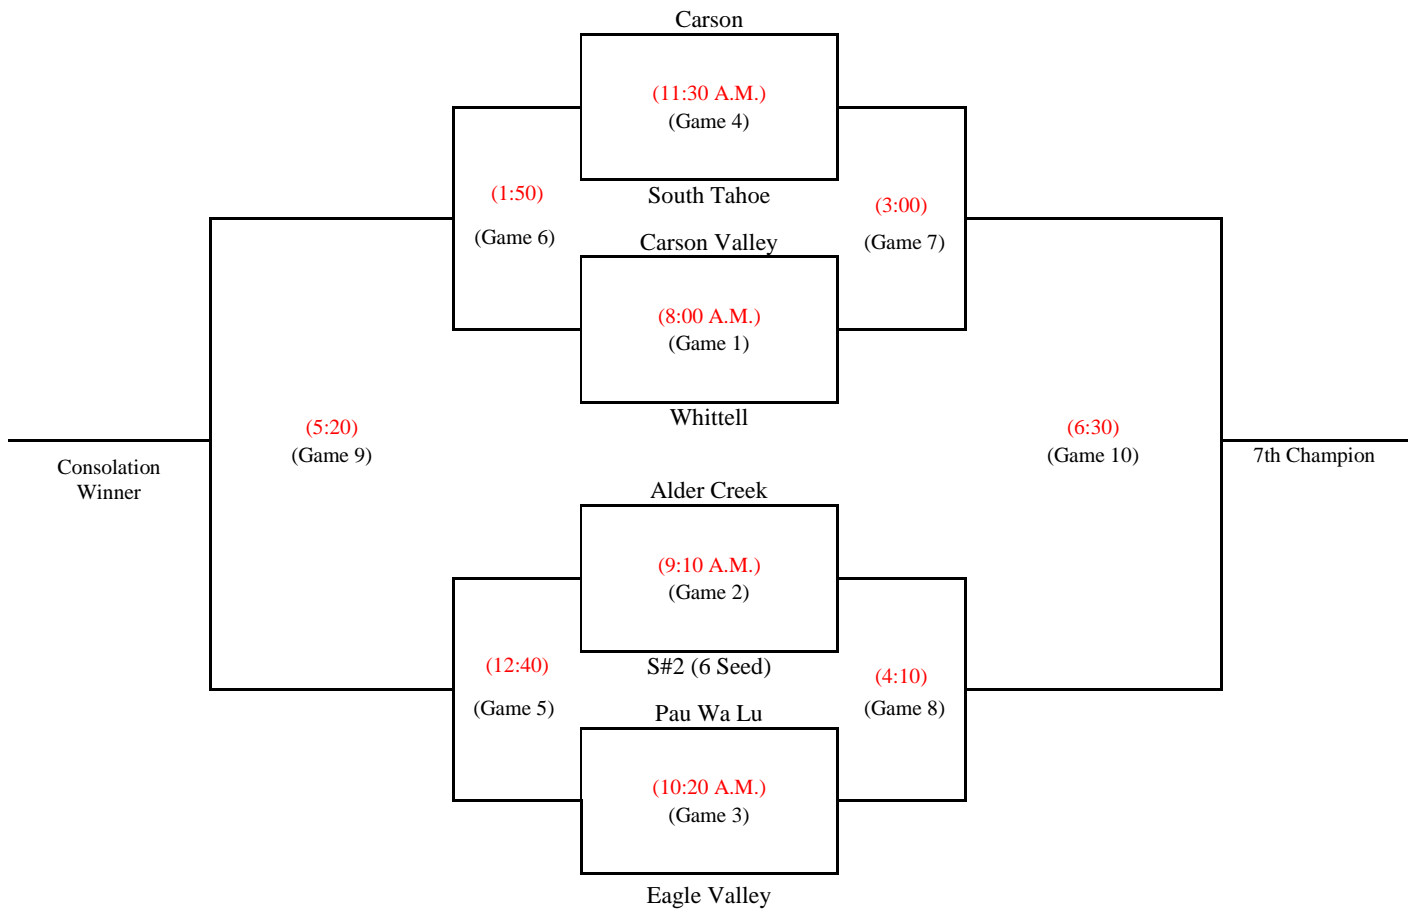 Carson
(11:30 A.M.)
(Game 4)
South Tahoe
(1:50)
(Game 6)
(3:00)
(Game 7)
Carson Valley
(8:00 A.M.)
(Game 1)
Whittell
(5:20)
(Game 9)
Consolation
Winner
(6:30)
(Game 10)
7th Champion
Alder Creek
(9:10 A.M.)
(Game 2)
S#2 (6 Seed)
(12:40)
(Game 5)
(4:10)
(Game 8)
Pau Wa Lu
(10:20 A.M.)
(Game 3)
Eagle Valley